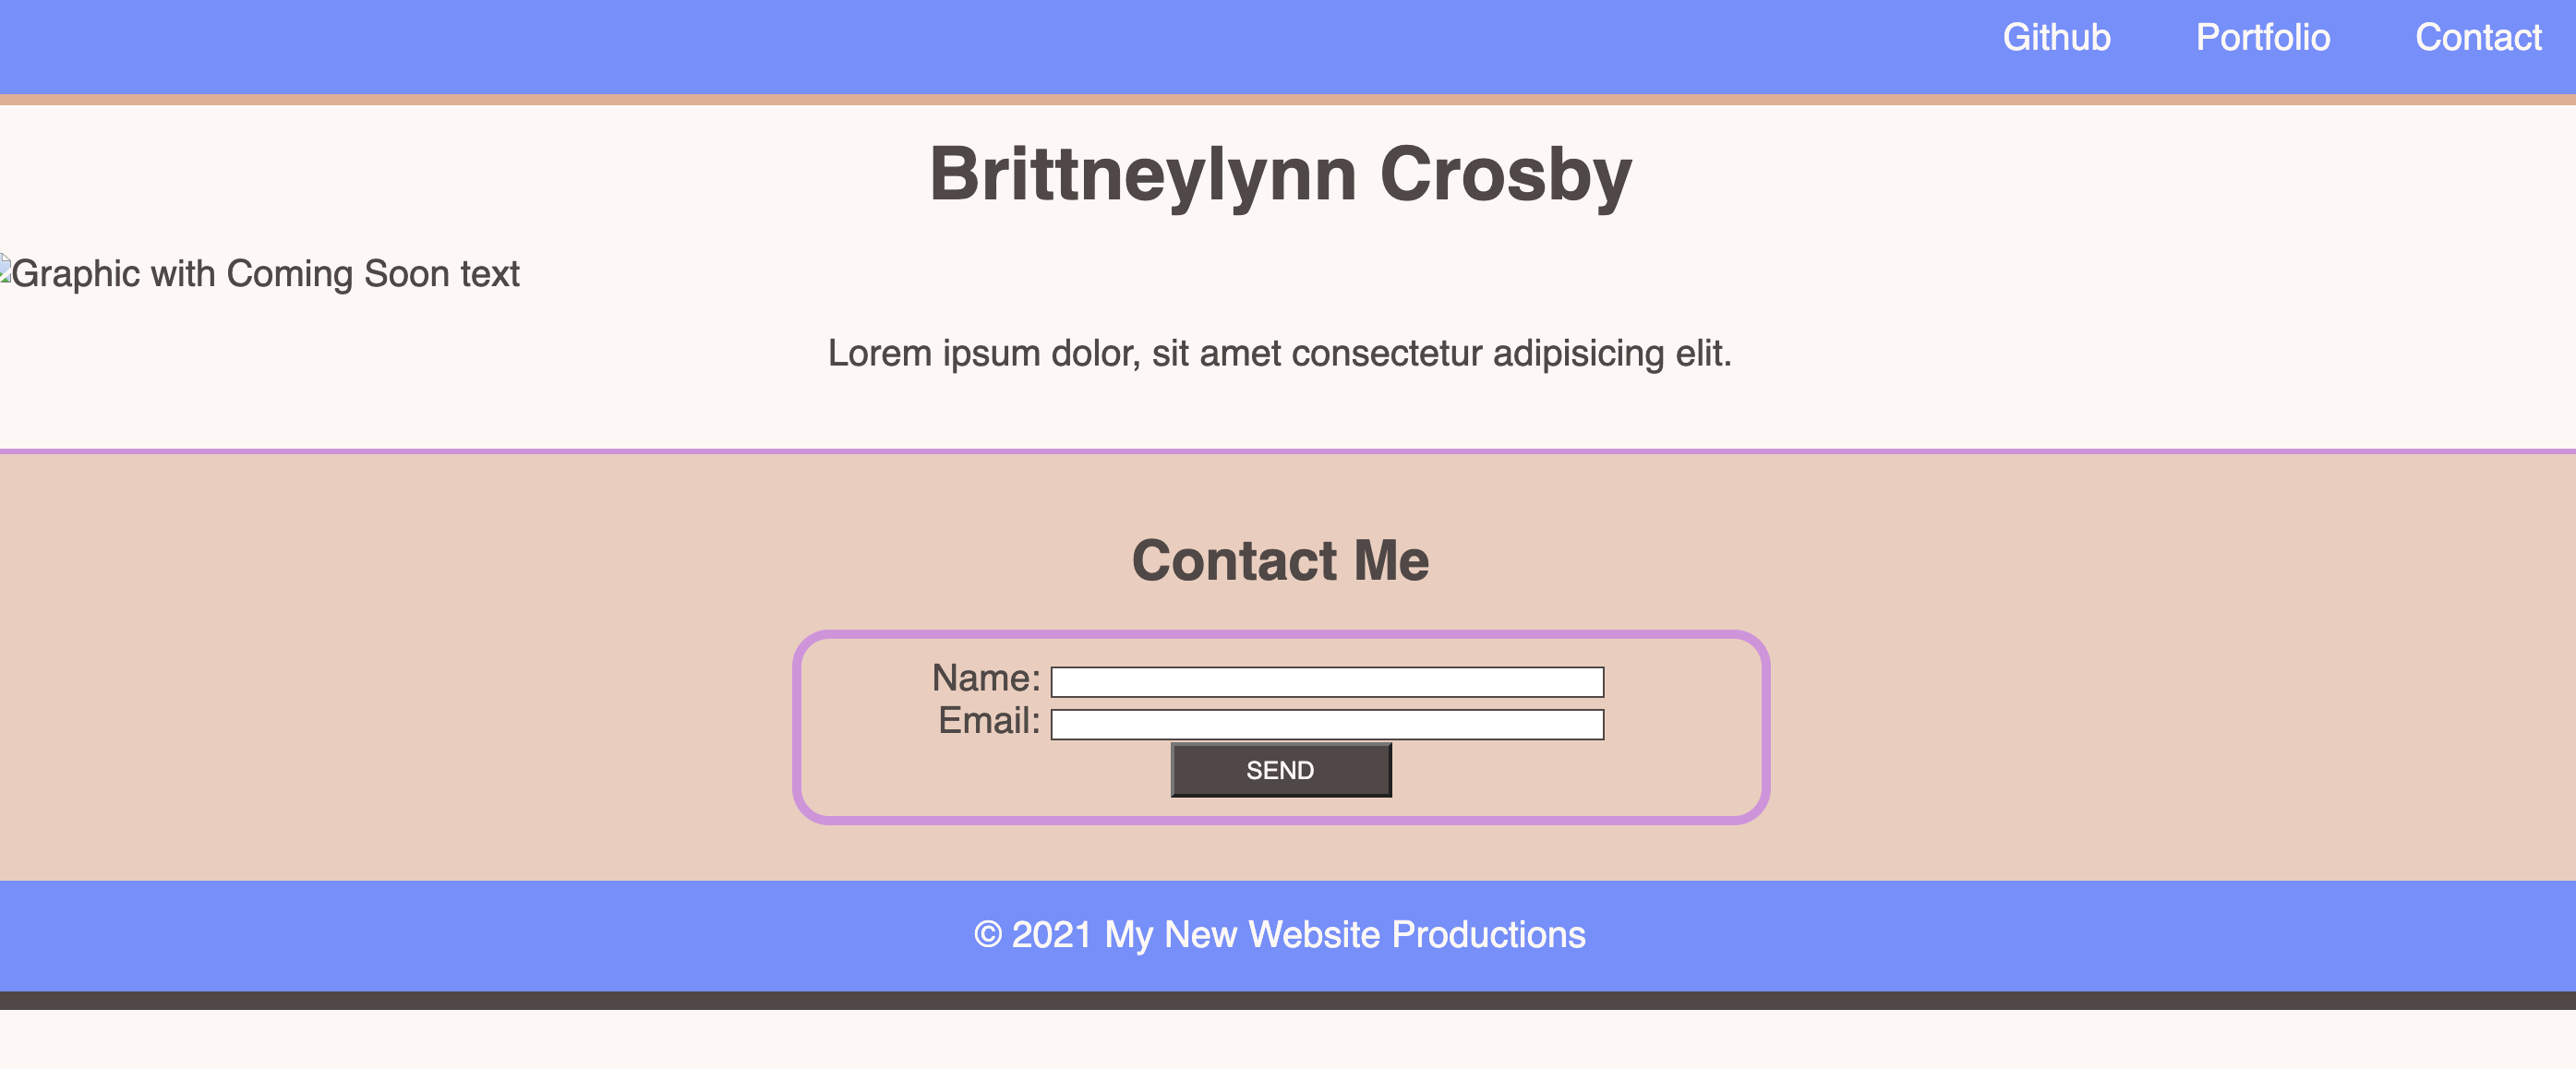 Github Portfolio Contact
Brittneylynn Crosby
Graphic with Coming Soon text
Lorem ipsum dolor, sit amet consectetur adipisicing elit.
Contact Me
Name:
Email:
SEND
© 2021 My New Website Productions